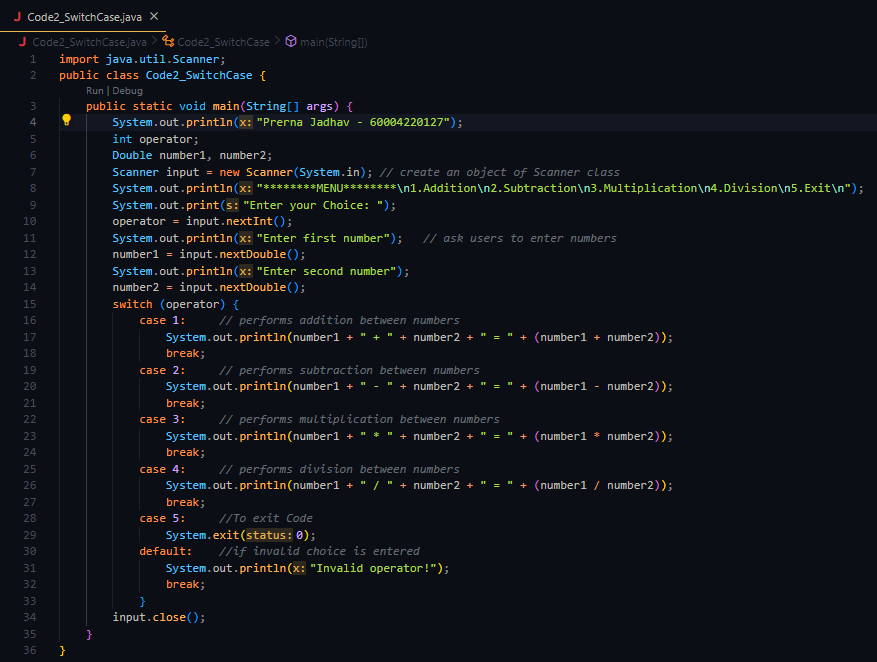 J Code2_SwitchCase.java ×
J Code2_SwitchCase.java > Code2_SwitchCase > main(String[])
1 import java.util.Scanner;
2 public class Code2_SwitchCase {
Run | Debug
3 public static void main(String[] args) {
4 System.out.println(x: "Prerna Jadhav - 60004220127");
5 int operator;
6 Double number1, number2;
7 Scanner input = new Scanner(System.in); // create an object of Scanner class
8 System.out.println(x: "********MENU********\n1.Addition\n2.Subtraction\n3.Multiplication\n4.Division\n5.Exit\n");
9 System.out.print(s: "Enter your Choice: ");
10 operator = input.nextInt();
11 System.out.println(x: "Enter first number"); // ask users to enter numbers
12 number1 = input.nextDouble();
13 System.out.println(x: "Enter second number");
14 number2 = input.nextDouble();
15 switch (operator) {
16 case 1: // performs addition between numbers
17 System.out.println(number1 + " + " + number2 + " = " + (number1 + number2));
18 break;
19 case 2: // performs subtraction between numbers
20 System.out.println(number1 + " - " + number2 + " = " + (number1 - number2));
21 break;
22 case 3: // performs multiplication between numbers
23 System.out.println(number1 + " * " + number2 + " = " + (number1 * number2));
24 break;
25 case 4: // performs division between numbers
26 System.out.println(number1 + " / " + number2 + " = " + (number1 / number2));
27 break;
28 case 5: //To exit Code
29 System.exit(status: 0);
30 default: //if invalid choice is entered
31 System.out.println(x: "Invalid operator!");
32 break;
33 }
34 input.close();
35 }
36 }